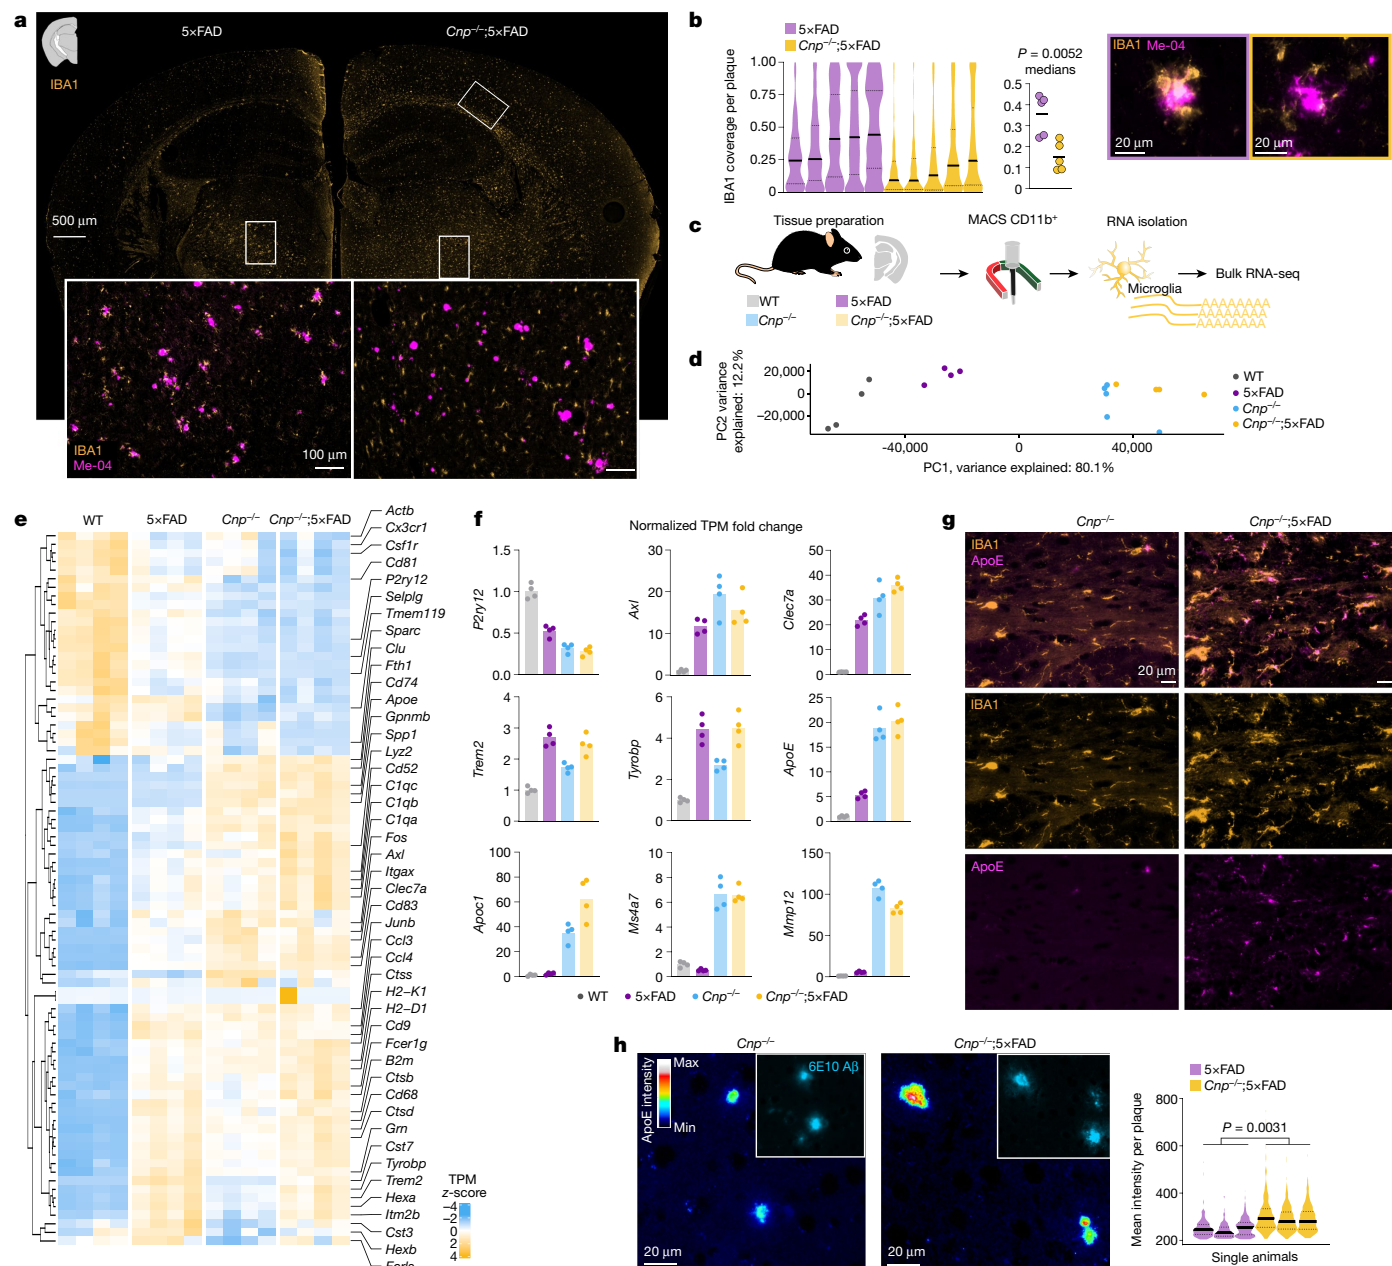 a
5×FAD
Cnp–/–;5×FAD
IBA1
500 µm
IBA1
Me-04
100 µm
b
5×FAD
Cnp–/–;5×FAD
IBA1 coverage per plaque
1.00
0.75
0.50
0.25
0
P = 0.0052
medians
0.5
0.4
0.3
0.2
0.1
0
IBA1 Me-04
20 µm
20 µm
c
Tissue preparation
MACS CD11b+
RNA isolation
Microglia
Bulk RNA-seq
WT
5×FAD
Cnp–/–
Cnp–/–;5×FAD
AAAAAAAAA
AAAAAAAAA
AAAAAAAAA
d
PC2 variance
explained: 12.2%
20,000
0
–20,000
-40,000
0
40,000
PC1, variance explained: 80.1%
WT
5×FAD
Cnp–/–
Cnp–/–;5×FAD
e
WT
5×FAD
Cnp–/–
Cnp–/–;5×FAD
Actb
Cx3cr1
Csf1r
Cd81
P2ry12
Selplg
Tmem119
Sparc
Clu
Fth1
Cd74
Apoe
Gpnmb
Spp1
Lyz2
Cd52
C1qc
C1qb
C1qa
Fos
Axl
Itgax
Clec7a
Cd83
Junb
Ccl3
Ccl4
Ctss
H2–K1
H2–D1
Cd9
Fcer1g
B2m
Ctsb
Cd68
Ctsd
Grn
Cst7
Tyrobp
Trem2
Hexa
Itm2b
Cst3
Hexb
TPM
z-score
–4
–2
0
2
4
f
Normalized TPM fold change
P2ry12
1.5
1.0
0.5
0.0
Axl
30
20
10
0
Clec7a
50
40
30
20
10
0
Trem2
4
3
2
1
0
Tyrobp
6
4
2
0
ApoE
25
20
15
10
5
0
Apoc1
100
80
60
40
20
0
Ms4a7
10
8
6
4
2
0
Mmp12
150
100
50
0
WT
5×FAD
Cnp–/–
Cnp–/–;5×FAD
g
Cnp–/–
Cnp–/–;5×FAD
IBA1
ApoE
20 µm
IBA1
ApoE
h
Cnp–/–
Cnp–/–;5×FAD
ApoE intensity
Max
Min
6E10 Aβ
20 µm
20 µm
5×FAD
Cnp–/–;5×FAD
Mean intensity per plaque
800
600
400
200
P = 0.0031
Single animals